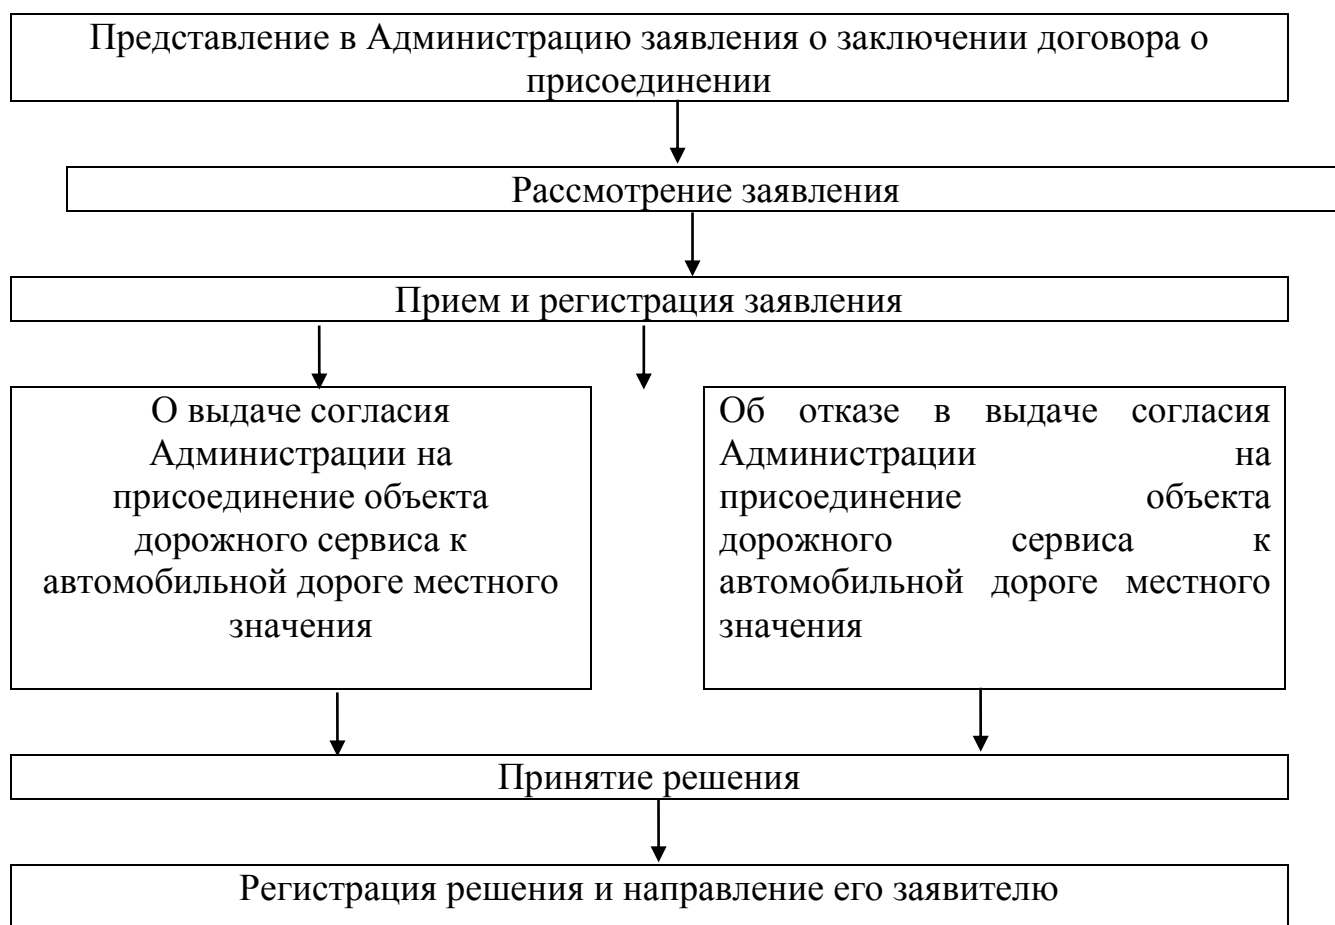 Представление в Администрацию заявления о заключении договора о
присоединении
Рассмотрение заявления
Прием и регистрация заявления
О выдаче согласия
Администрации на
присоединение объекта
дорожного сервиса к
автомобильной дороге местного
значения
Об отказе в выдаче согласия
Администрации на
присоединение объекта
дорожного сервиса к
автомобильной дороге местного
значения
Принятие решения
Регистрация решения и направление его заявителю